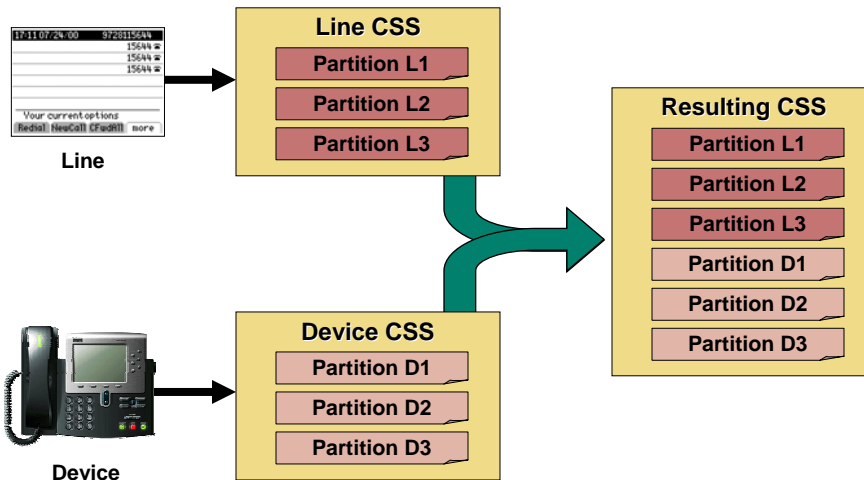 17:11 07/24/00 9728115644
15644
15644
15644
Your current options
Redial NewCall CFwdAll more
Line
Line CSS
Partition L1
Partition L2
Partition L3
Device
Device CSS
Partition D1
Partition D2
Partition D3
Resulting CSS
Partition L1
Partition L2
Partition L3
Partition D1
Partition D2
Partition D3